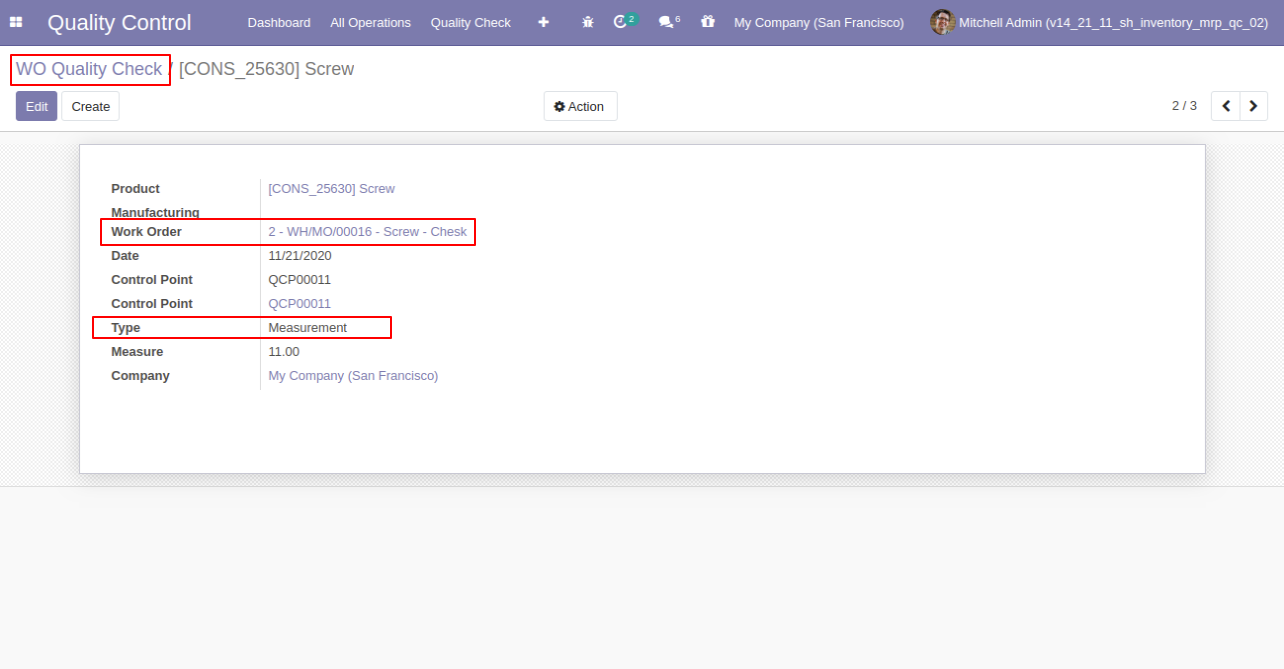 Quality Control Dashboard All Operations Quality Check 2 6 My Company (San Francisco) Mitchell Admin (v14_21_11_sh_inventory_mrp_qc_02)
WO Quality Check / [CONS_25630] Screw
Edit Create Action 2 / 3
Product [CONS_25630] Screw
Manufacturing
Work Order 2 - WH/MO/00016 - Screw - Chesk
Date 11/21/2020
Control Point QCP00011
Control Point QCP00011
Type Measurement
Measure 11.00
Company My Company (San Francisco)